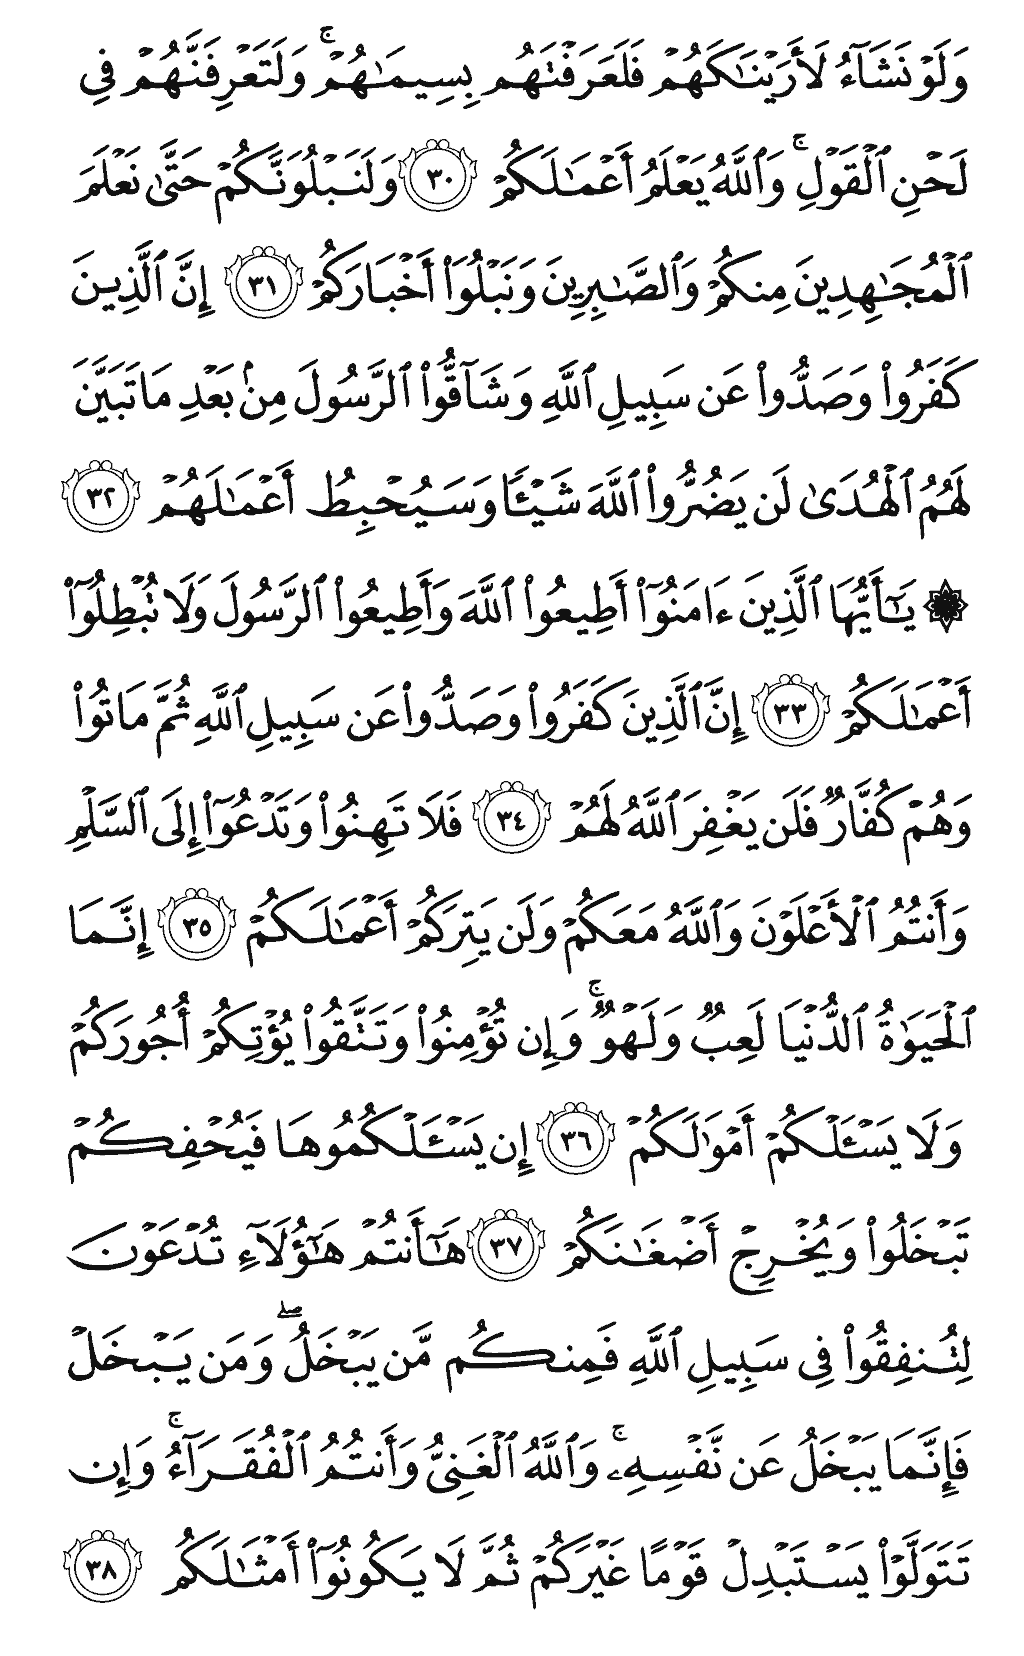 وَلَوْ نَشَآءُ لَأَرَيْنَـٰكَهُمْ فَلَعَرَفْتَهُم بِسِيمَـٰهُمْ ۚ وَلَتَعْرِفَنَّهُمْ فِى
لَحْنِ ٱلْقَوْلِ ۚ وَٱللَّهُ يَعْلَمُ أَعْمَـٰلَكُمْ ٣٠ وَلَنَبْلُوَنَّكُمْ حَتَّىٰ نَعْلَمَ
ٱلْمُجَـٰهِدِينَ مِنكُمْ وَٱلصَّـٰبِرِينَ وَنَبْلُوَا۟ أَخْبَارَكُمْ ٣١ إِنَّ ٱلَّذِينَ
كَفَرُوا۟ وَصَدُّوا۟ عَن سَبِيلِ ٱللَّهِ وَشَآقُّوا۟ ٱلرَّسُولَ مِنۢ بَعْدِ مَا تَبَيَّنَ
لَهُمُ ٱلْهُدَىٰ لَن يَضُرُّوا۟ ٱللَّهَ شَيْـًٔا وَسَيُحْبِطُ أَعْمَـٰلَهُمْ ٣٢
۞ يَـٰٓأَيُّهَا ٱلَّذِينَ ءَامَنُوٓا۟ أَطِيعُوا۟ ٱللَّهَ وَأَطِيعُوا۟ ٱلرَّسُولَ وَلَا تُبْطِلُوٓا۟
أَعْمَـٰلَكُمْ ٣٣ إِنَّ ٱلَّذِينَ كَفَرُوا۟ وَصَدُّوا۟ عَن سَبِيلِ ٱللَّهِ ثُمَّ مَاتُوا۟
وَهُمْ كُفَّارٌ فَلَن يَغْفِرَ ٱللَّهُ لَهُمْ ٣٤ فَلَا تَهِنُوا۟ وَتَدْعُوٓا۟ إِلَى ٱلسَّلْمِ
وَأَنتُمُ ٱلْأَعْلَوْنَ وَٱللَّهُ مَعَكُمْ وَلَن يَتِرَكُمْ أَعْمَـٰلَكُمْ ٣٥ إِنَّمَا
ٱلْحَيَوٰةُ ٱلدُّنْيَا لَعِبٌ وَلَهْوٌ ۚ وَإِن تُؤْمِنُوا۟ وَتَتَّقُوا۟ يُؤْتِكُمْ أُجُورَكُمْ
وَلَا يَسْـَٔلْكُمْ أَمْوَٰلَكُمْ ٣٦ إِن يَسْـَٔلْكُمُوهَا فَيُحْفِكُمْ
تَبْخَلُوا۟ وَيُخْرِجْ أَضْغَـٰنَكُمْ ٣٧ هَـٰٓأَنتُمْ هَـٰٓؤُلَآءِ تُدْعَوْنَ
لِتُنفِقُوا۟ فِى سَبِيلِ ٱللَّهِ فَمِنكُم مَّن يَبْخَلُ ۖ وَمَن يَبْخَلْ
فَإِنَّمَا يَبْخَلُ عَن نَّفْسِهِۦ ۚ وَٱللَّهُ ٱلْغَنِىُّ وَأَنتُمُ ٱلْفُقَرَآءُ ۚ وَإِن
تَتَوَلَّوْا۟ يَسْتَبْدِلْ قَوْمًا غَيْرَكُمْ ثُمَّ لَا يَكُونُوٓا۟ أَمْثَـٰلَكُم ٣٨